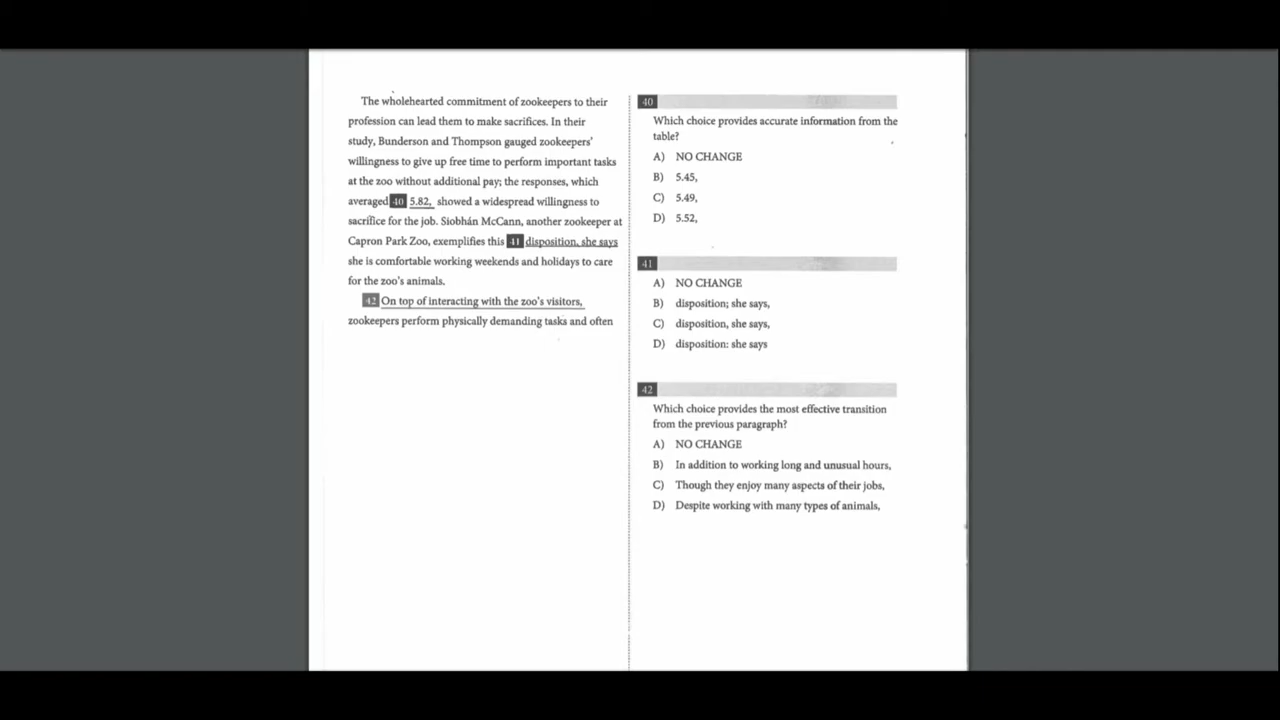 The wholehearted commitment of zookeepers to their
profession can lead them to make sacrifices. In their
study, Bunderson and Thompson gauged zookeepers'
willingness to give up free time to perform important tasks
at the zoo without additional pay; the responses, which
averaged 40 5.82, showed a widespread willingness to
sacrifice for the job. Siobhán McCann, another zookeeper at
Capron Park Zoo, exemplifies this 41 disposition, she says
she is comfortable working weekends and holidays to care
for the zoo's animals.
42 On top of interacting with the zoo's visitors,
zookeepers perform physically demanding tasks and often
40
Which choice provides accurate information from the
table?
A) NO CHANGE
B) 5.45,
C) 5.49,
D) 5.52,
41
A) NO CHANGE
B) disposition; she says,
C) disposition, she says,
D) disposition: she says
42
Which choice provides the most effective transition
from the previous paragraph?
A) NO CHANGE
B) In addition to working long and unusual hours,
C) Though they enjoy many aspects of their jobs,
D) Despite working with many types of animals,